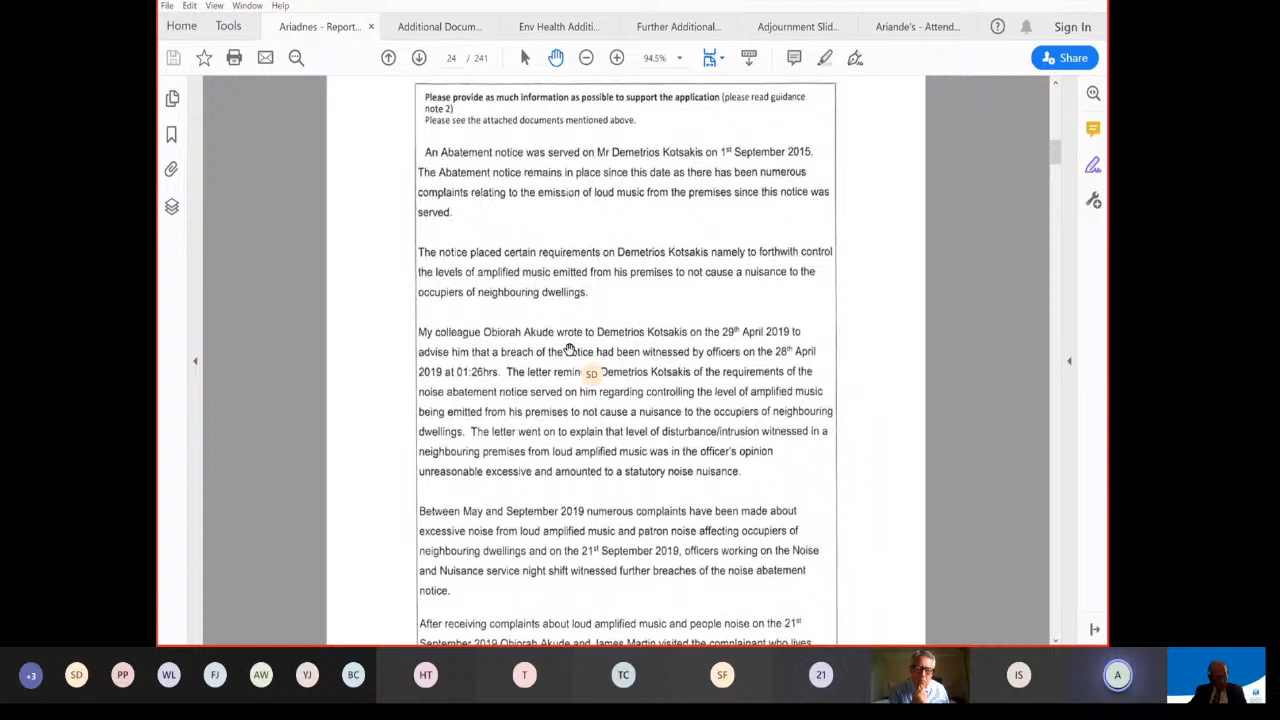 File Edit View Window Help
Home Tools Ariadnes - Report... × Additional Docum... Env Health Additi... Further Additional... Adjournment Slid... Ariande's - Attend... Sign In
24 / 241 94.5% Share
Please provide as much information as possible to support the application (please read guidance
note 2)
Please see the attached documents mentioned above.
An Abatement notice was served on Mr Demetrios Kotsakis on 1st September 2015.
The Abatement notice remains in place since this date as there has been numerous
complaints relating to the emission of loud music from the premises since this notice was
served.
The notice placed certain requirements on Demetrios Kotsakis namely to forthwith control
the levels of amplified music emitted from his premises to not cause a nuisance to the
occupiers of neighbouring dwellings.
My colleague Obiorah Akude wrote to Demetrios Kotsakis on the 29th April 2019 to
advise him that a breach of the notice had been witnessed by officers on the 28th April
2019 at 01:26hrs. The letter remin SD Demetrios Kotsakis of the requirements of the
noise abatement notice served on him regarding controlling the level of amplified music
being emitted from his premises to not cause a nuisance to the occupiers of neighbouring
dwellings. The letter went on to explain that level of disturbance/intrusion witnessed in a
neighbouring premises from loud amplified music was in the officer's opinion
unreasonable excessive and amounted to a statutory noise nuisance.
Between May and September 2019 numerous complaints have been made about
excessive noise from loud amplified music and patron noise affecting occupiers of
neighbouring dwellings and on the 21st September 2019, officers working on the Noise
and Nuisance service night shift witnessed further breaches of the noise abatement
notice.
After receiving complaints about loud amplified music and people noise on the 21st
September 2019 Obiorah Akude and James Martin visited the complainant who lives
+3 SD PP WL FJ AW YJ BC HT T TC SF 21 IS A